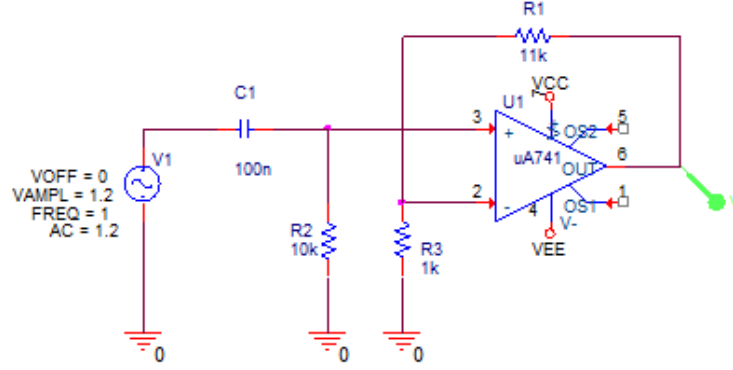 R1
11k
C1
100n
V1
VOFF = 0
VAMPL = 1.2
FREQ = 1
AC = 1.2
R2
10k
R3
1k
U1
VCC
7
3
+
OS2
5
uA741
OUT
6
2
-
4
OS1
1
V-
VEE
0
0
0